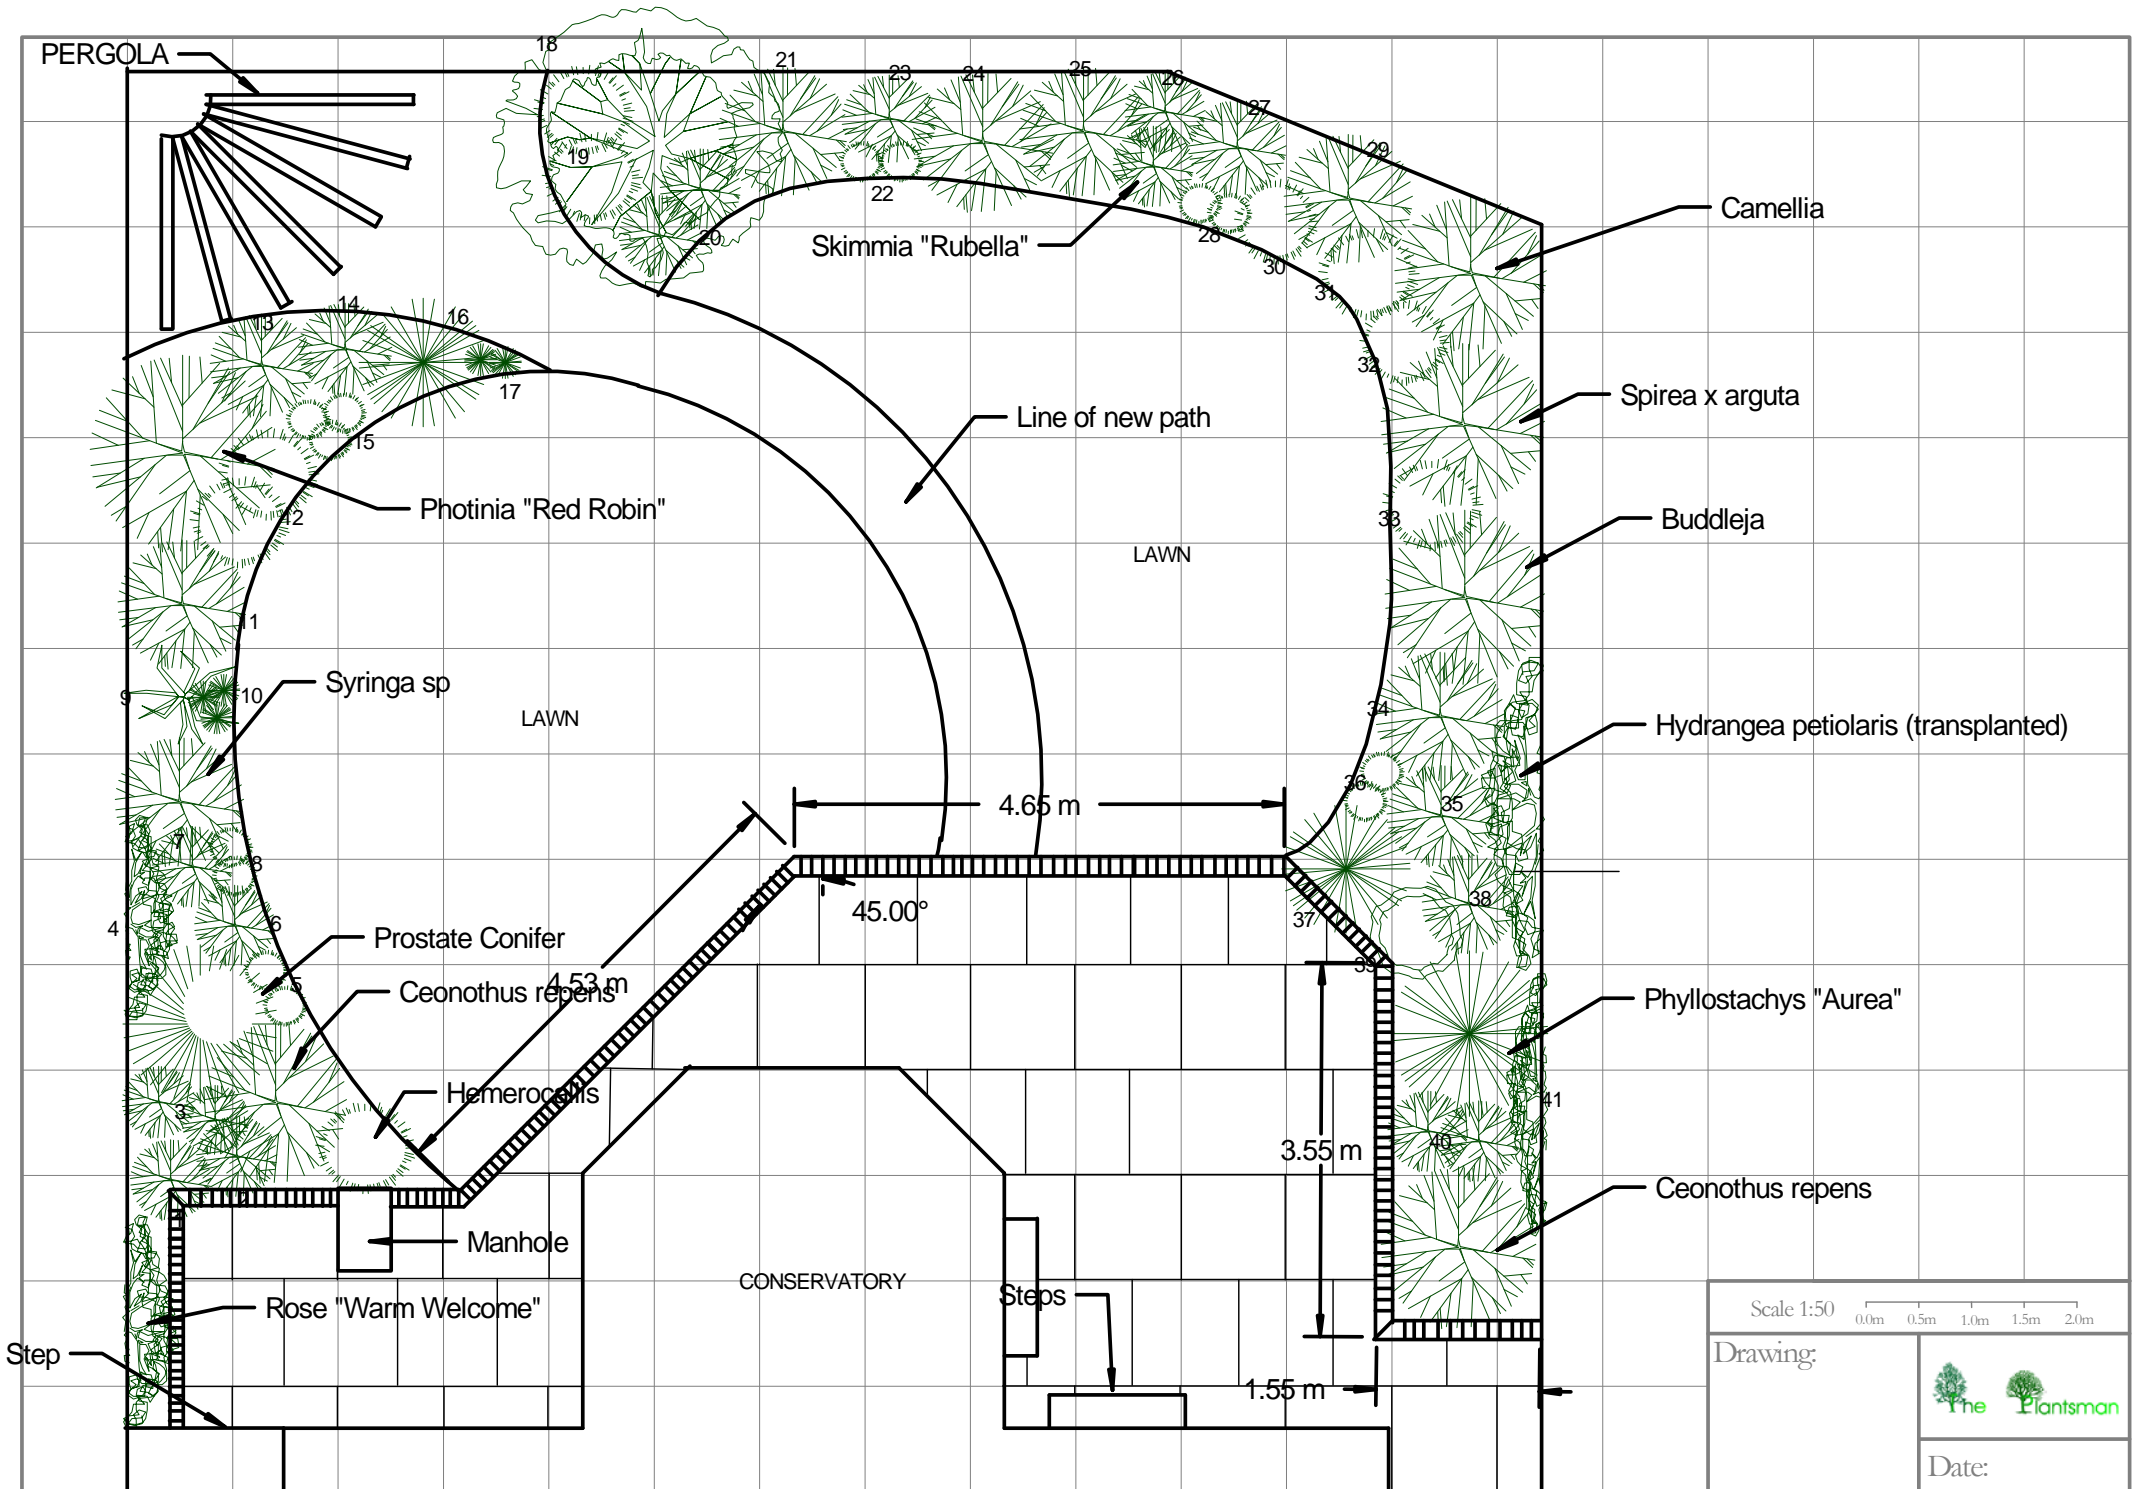 18
PERGOLA
21
23
24
25
26
27
29
19
22
20
28
30
31
Skimmia "Rubella"
Camellia
13
14
16
17
32
Spirea x arguta
Line of new path
15
12
Photinia "Red Robin"
33
Buddleja
LAWN
11
Syringa sp
9
10
LAWN
34
Hydrangea petiolaris (transplanted)
36
35
4.65 m
7
8
45.00°
37
38
4
6
Prostate Conifer
39
5
4.53 m
Ceonothus repens
Phyllostachys "Aurea"
Hemerocallis
3
41
40
3.55 m
2
Ceonothus repens
Manhole
CONSERVATORY
Steps
Rose "Warm Welcome"
Step
1.55 m
Scale 1:50
0.0m 0.5m 1.0m 1.5m 2.0m
Drawing:
The Plantsman
Date: